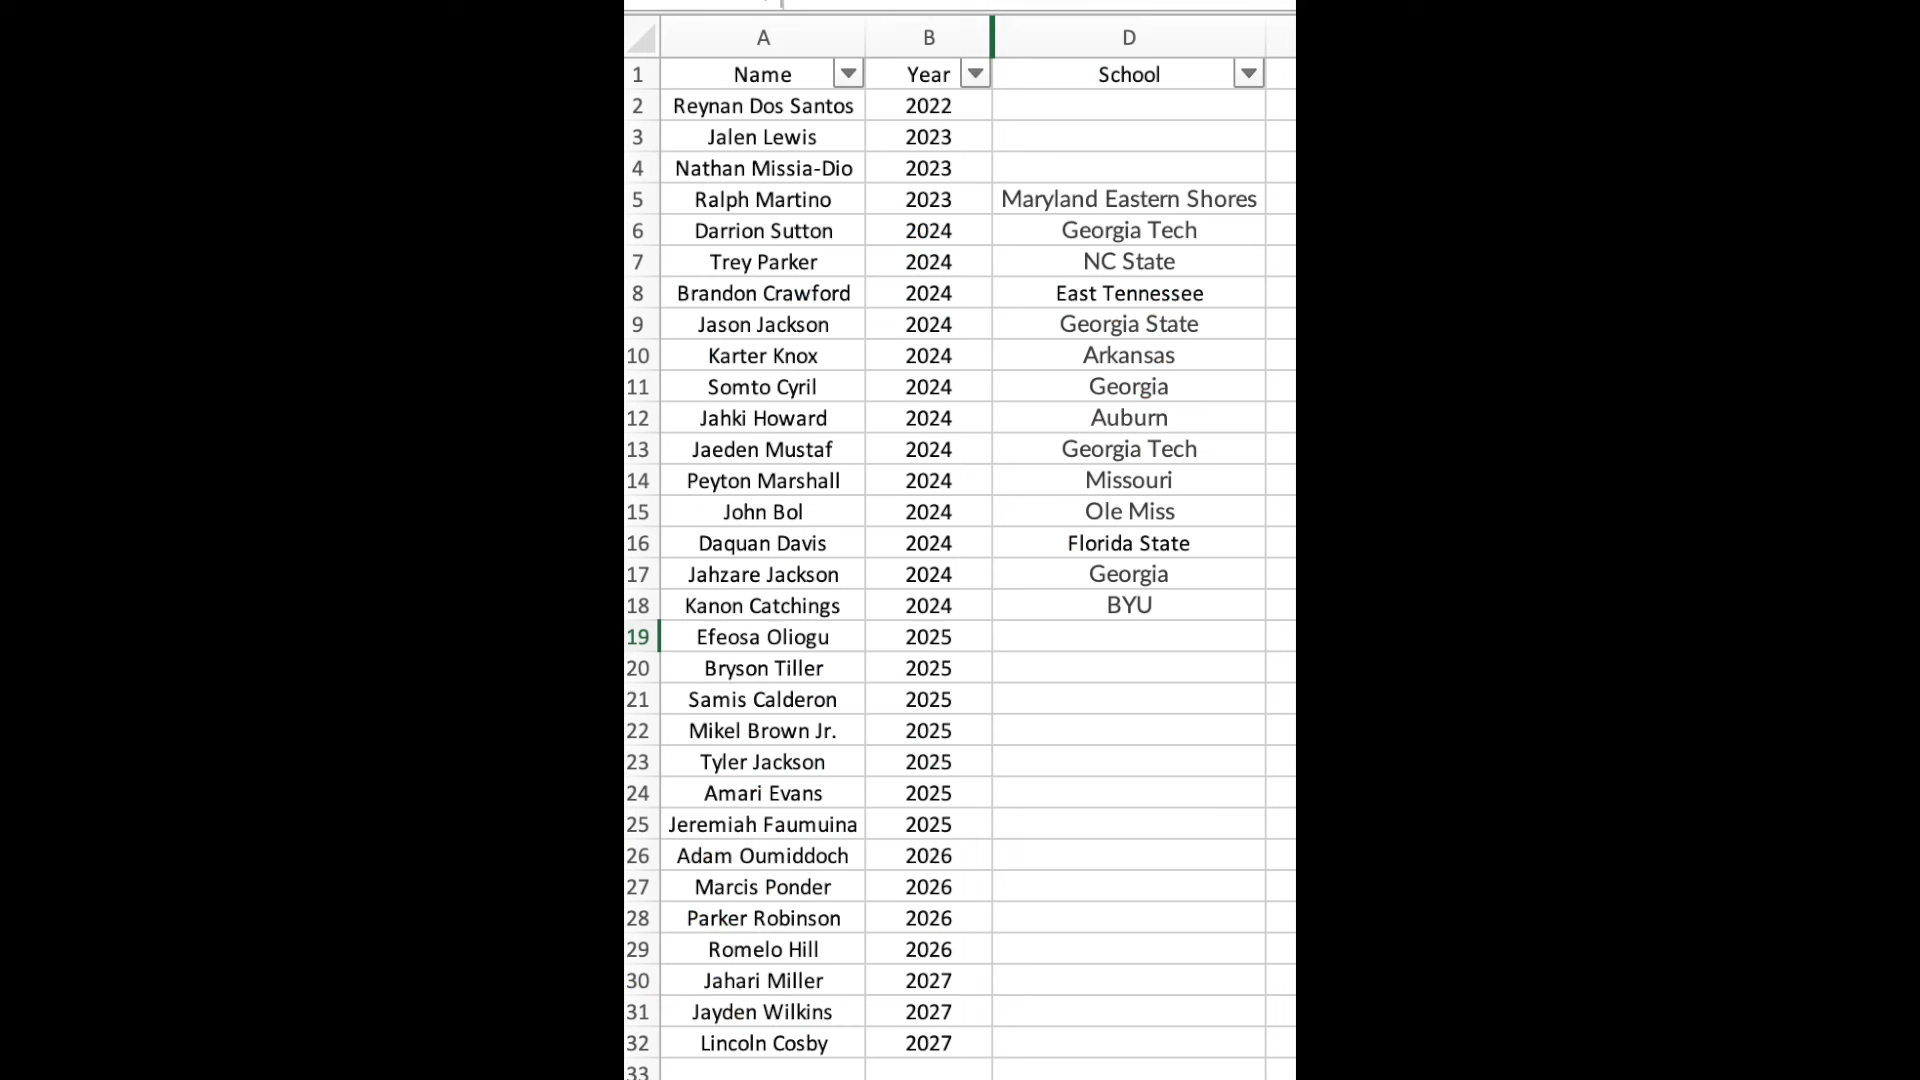 A B D
1 Name Year School
2 Reynan Dos Santos 2022
3 Jalen Lewis 2023
4 Nathan Missia-Dio 2023
5 Ralph Martino 2023 Maryland Eastern Shores
6 Darrion Sutton 2024 Georgia Tech
7 Trey Parker 2024 NC State
8 Brandon Crawford 2024 East Tennessee
9 Jason Jackson 2024 Georgia State
10 Karter Knox 2024 Arkansas
11 Somto Cyril 2024 Georgia
12 Jahki Howard 2024 Auburn
13 Jaeden Mustaf 2024 Georgia Tech
14 Peyton Marshall 2024 Missouri
15 John Bol 2024 Ole Miss
16 Daquan Davis 2024 Florida State
17 Jahzare Jackson 2024 Georgia
18 Kanon Catchings 2024 BYU
19 Efeosa Oliogu 2025
20 Bryson Tiller 2025
21 Samis Calderon 2025
22 Mikel Brown Jr. 2025
23 Tyler Jackson 2025
24 Amari Evans 2025
25 Jeremiah Faumuina 2025
26 Adam Oumiddoch 2026
27 Marcis Ponder 2026
28 Parker Robinson 2026
29 Romelo Hill 2026
30 Jahari Miller 2027
31 Jayden Wilkins 2027
32 Lincoln Cosby 2027
33